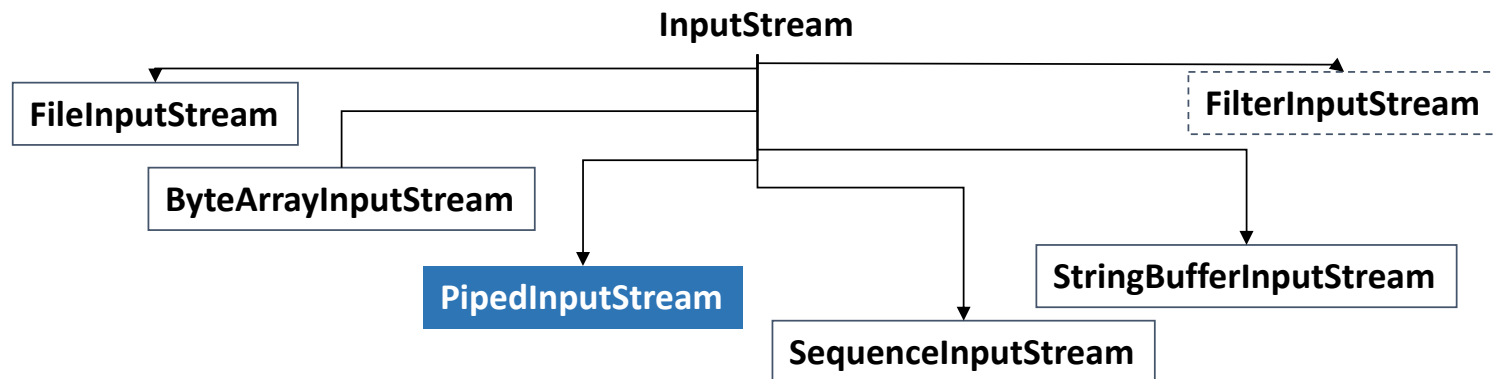 InputStream
FileInputStream
FilterInputStream
ByteArrayInputStream
StringBufferInputStream
PipedInputStream
SequenceInputStream